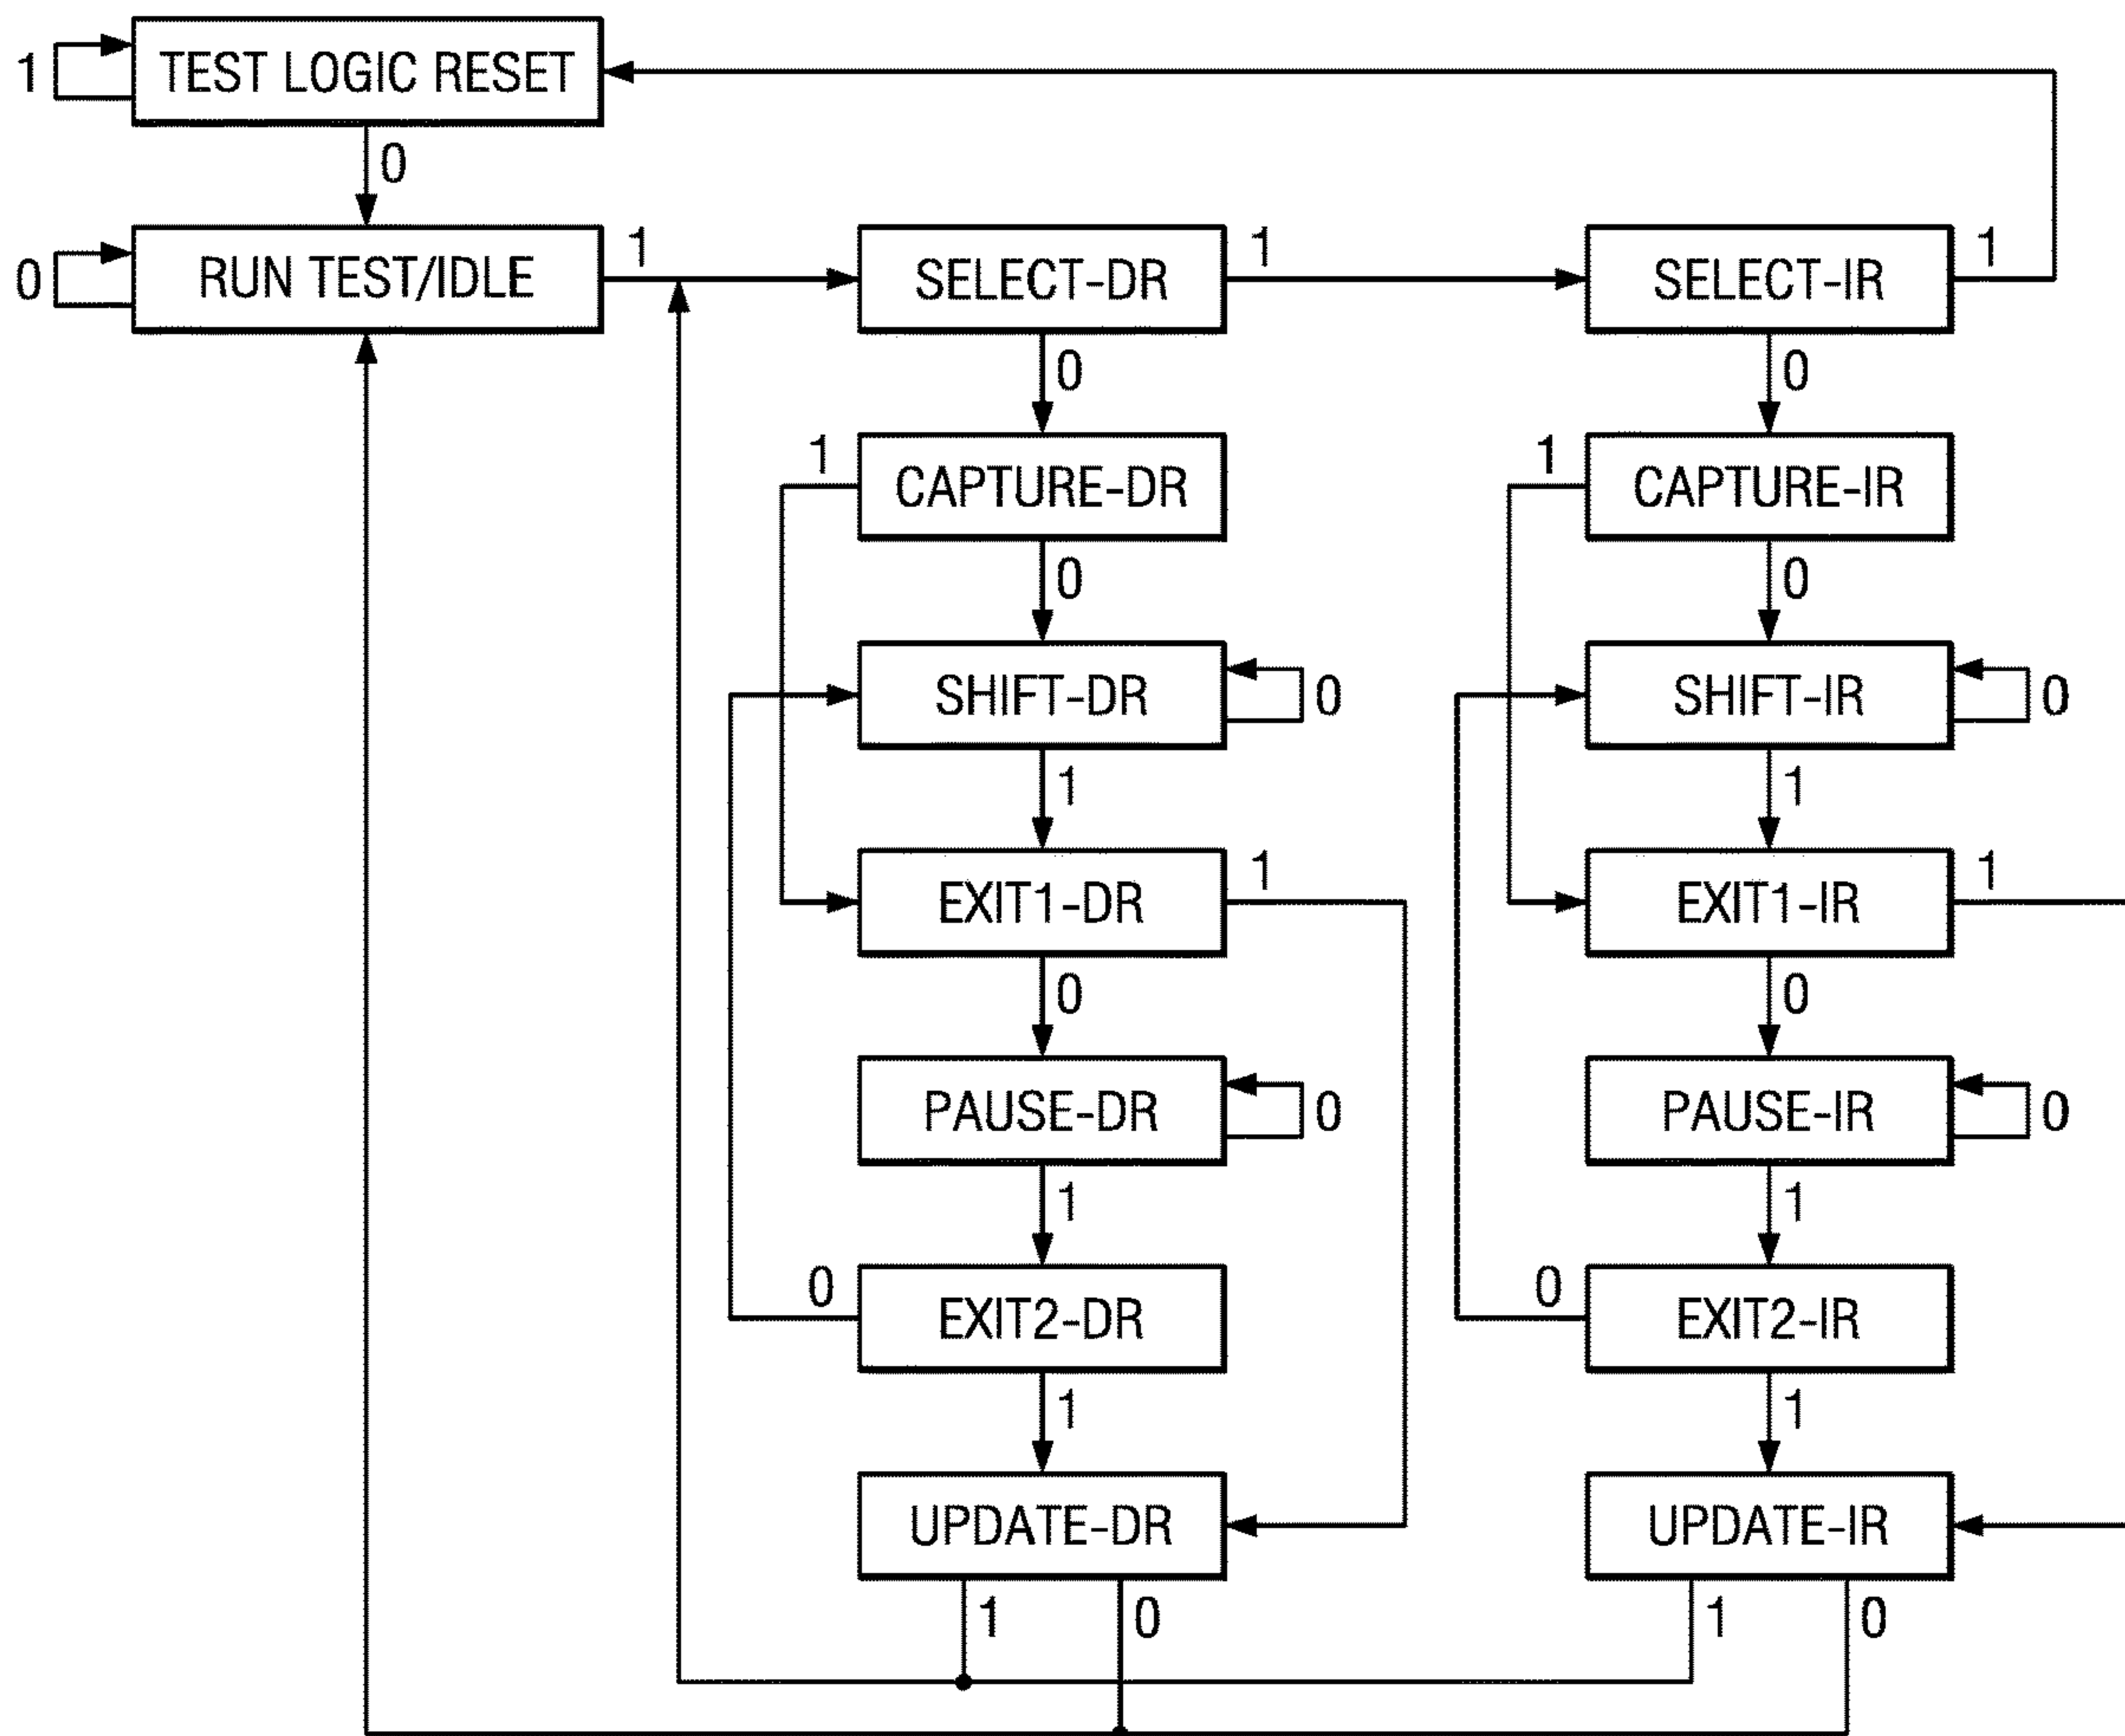 TEST LOGIC RESET
1
0
RUN TEST/IDLE
0
1
SELECT-DR
1
SELECT-IR
1
0
0
1
CAPTURE-DR
1
CAPTURE-IR
0
0
SHIFT-DR
0
SHIFT-IR
0
1
1
EXIT1-DR
1
EXIT1-IR
1
0
0
PAUSE-DR
0
PAUSE-IR
0
1
1
0
EXIT2-DR
0
EXIT2-IR
1
1
UPDATE-DR
UPDATE-IR
1
0
1
0